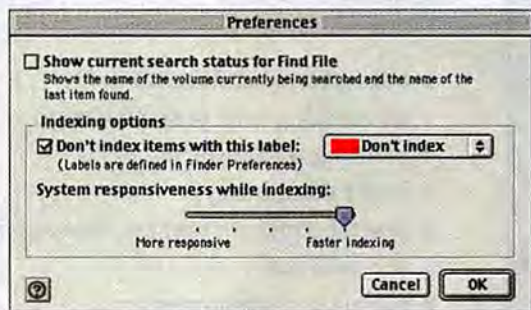 Preferences
Show current search status for Find File
Shows the name of the volume currently being searched and the name of the
last item found.
Indexing options
Don't index items with this label: Don't index
(Labels are defined in Finder Preferences)
System responsiveness while indexing:
More responsive Faster indexing
? Cancel OK